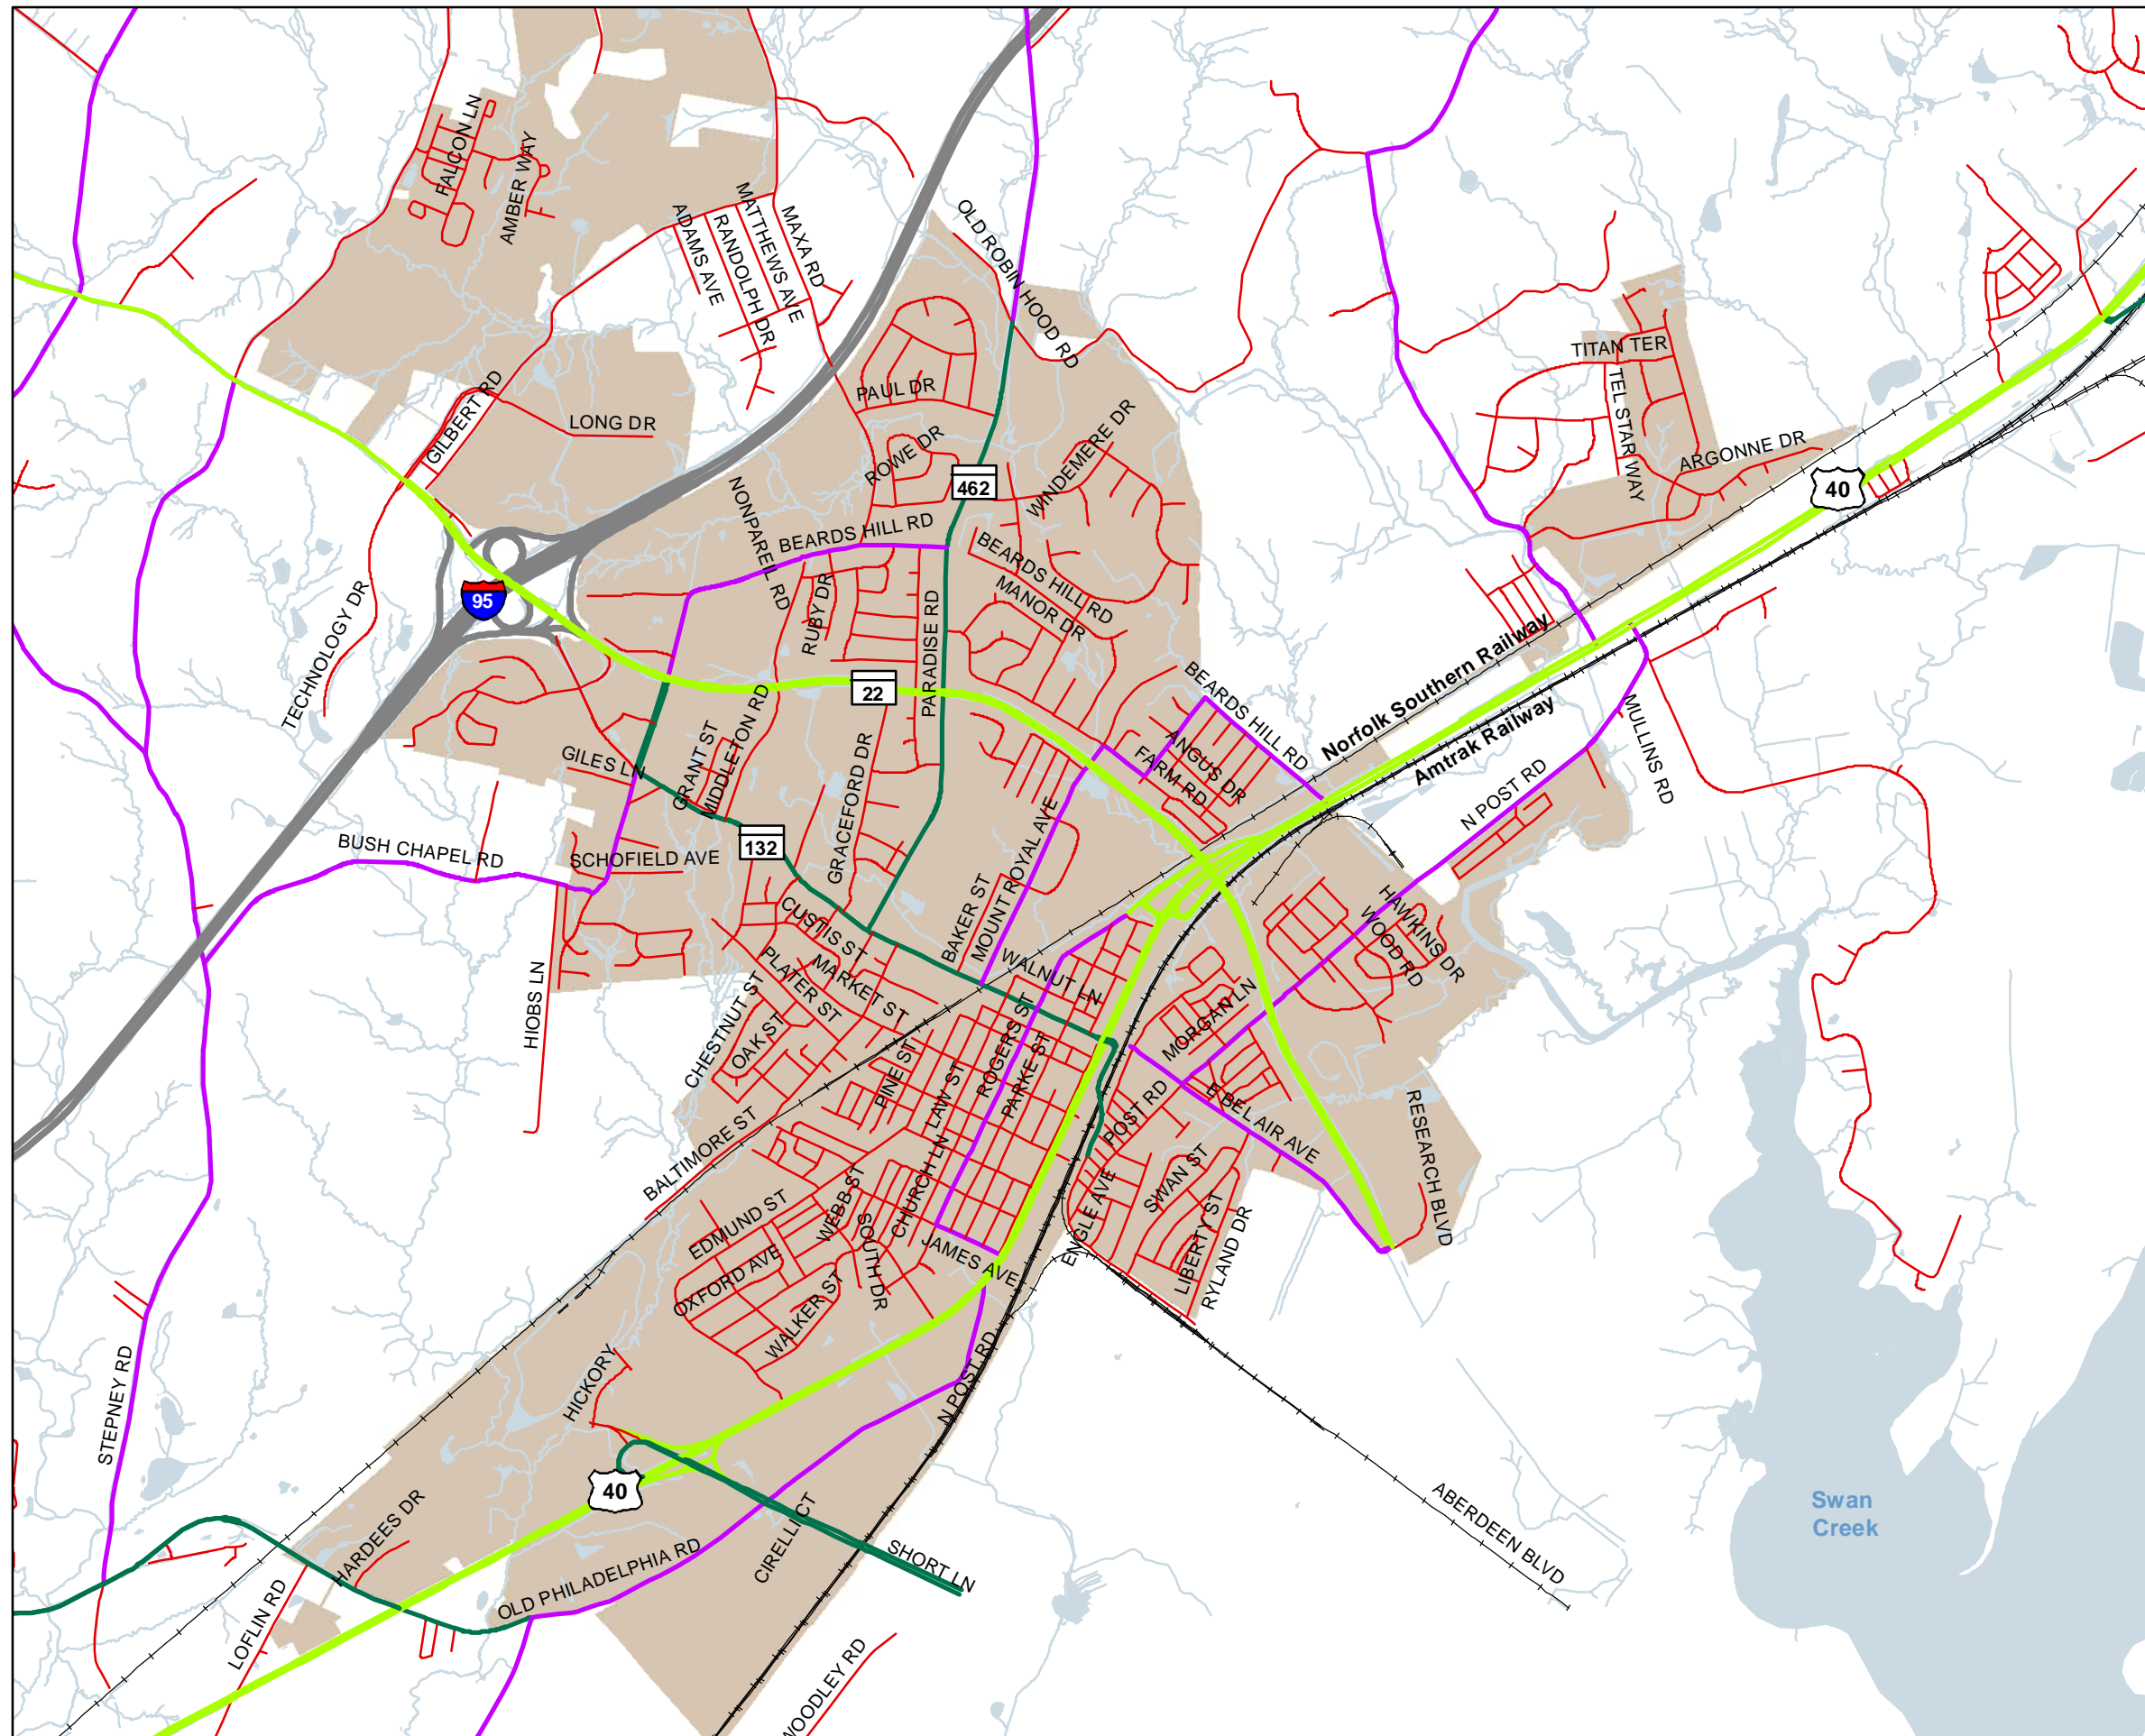 FALCON LN
AMBER WAY
ADAMS AVE
RANDOLPH DR
MATTHEWS AVE
MAXA RD
OLD ROBIN HOOD RD
TITAN TER
TEL STAR WAY
ARGONNE DR
PAUL DR
GILBERT RD
LONG DR
ROWE DR
WINDEMERE DR
462
40
NONPAREIL RD
BEARDS HILL RD
BEARDS HILL RD
MANOR DR
95
RUBY DR
PARADISE RD
TECHNOLOGY DR
22
BEARDS HILL RD
Norfolk Southern Railway
Amtrak Railway
MULLINS RD
GILES LN
GRANT ST
MIDDLETON RD
GRACEFORD DR
ANGUS DR
FARM RD
N POST RD
132
BUSH CHAPEL RD
SCHOFIELD AVE
BAKER ST
MOUNT ROYAL AVE
HAWKINS DR
WOOD RD
CUSTIS ST
MARKET ST
PLATER ST
WALNUT LN
HIOBS LN
CHESTNUT ST
OAK ST
MORGAN LN
PINE ST
LAW ST
ROGERS ST
PARKE ST
POST RD
E BEL AIR AVE
RESEARCH BLVD
BALTIMORE ST
EDMUND ST
WEBB ST
CHURCH LN
SOUTH DR
SWAN ST
ENGLE AVE
LIBERTY ST
RYLAND DR
OXFORD AVE
JAMES AVE
WALKER ST
HICKORY
N POST RD
STEPNEY RD
40
ABERDEEN BLVD
Swan
Creek
HARDEES DR
CIRELLI CT
SHORT LN
OLD PHILADELPHIA RD
LOFLIN RD
WOODLEY RD